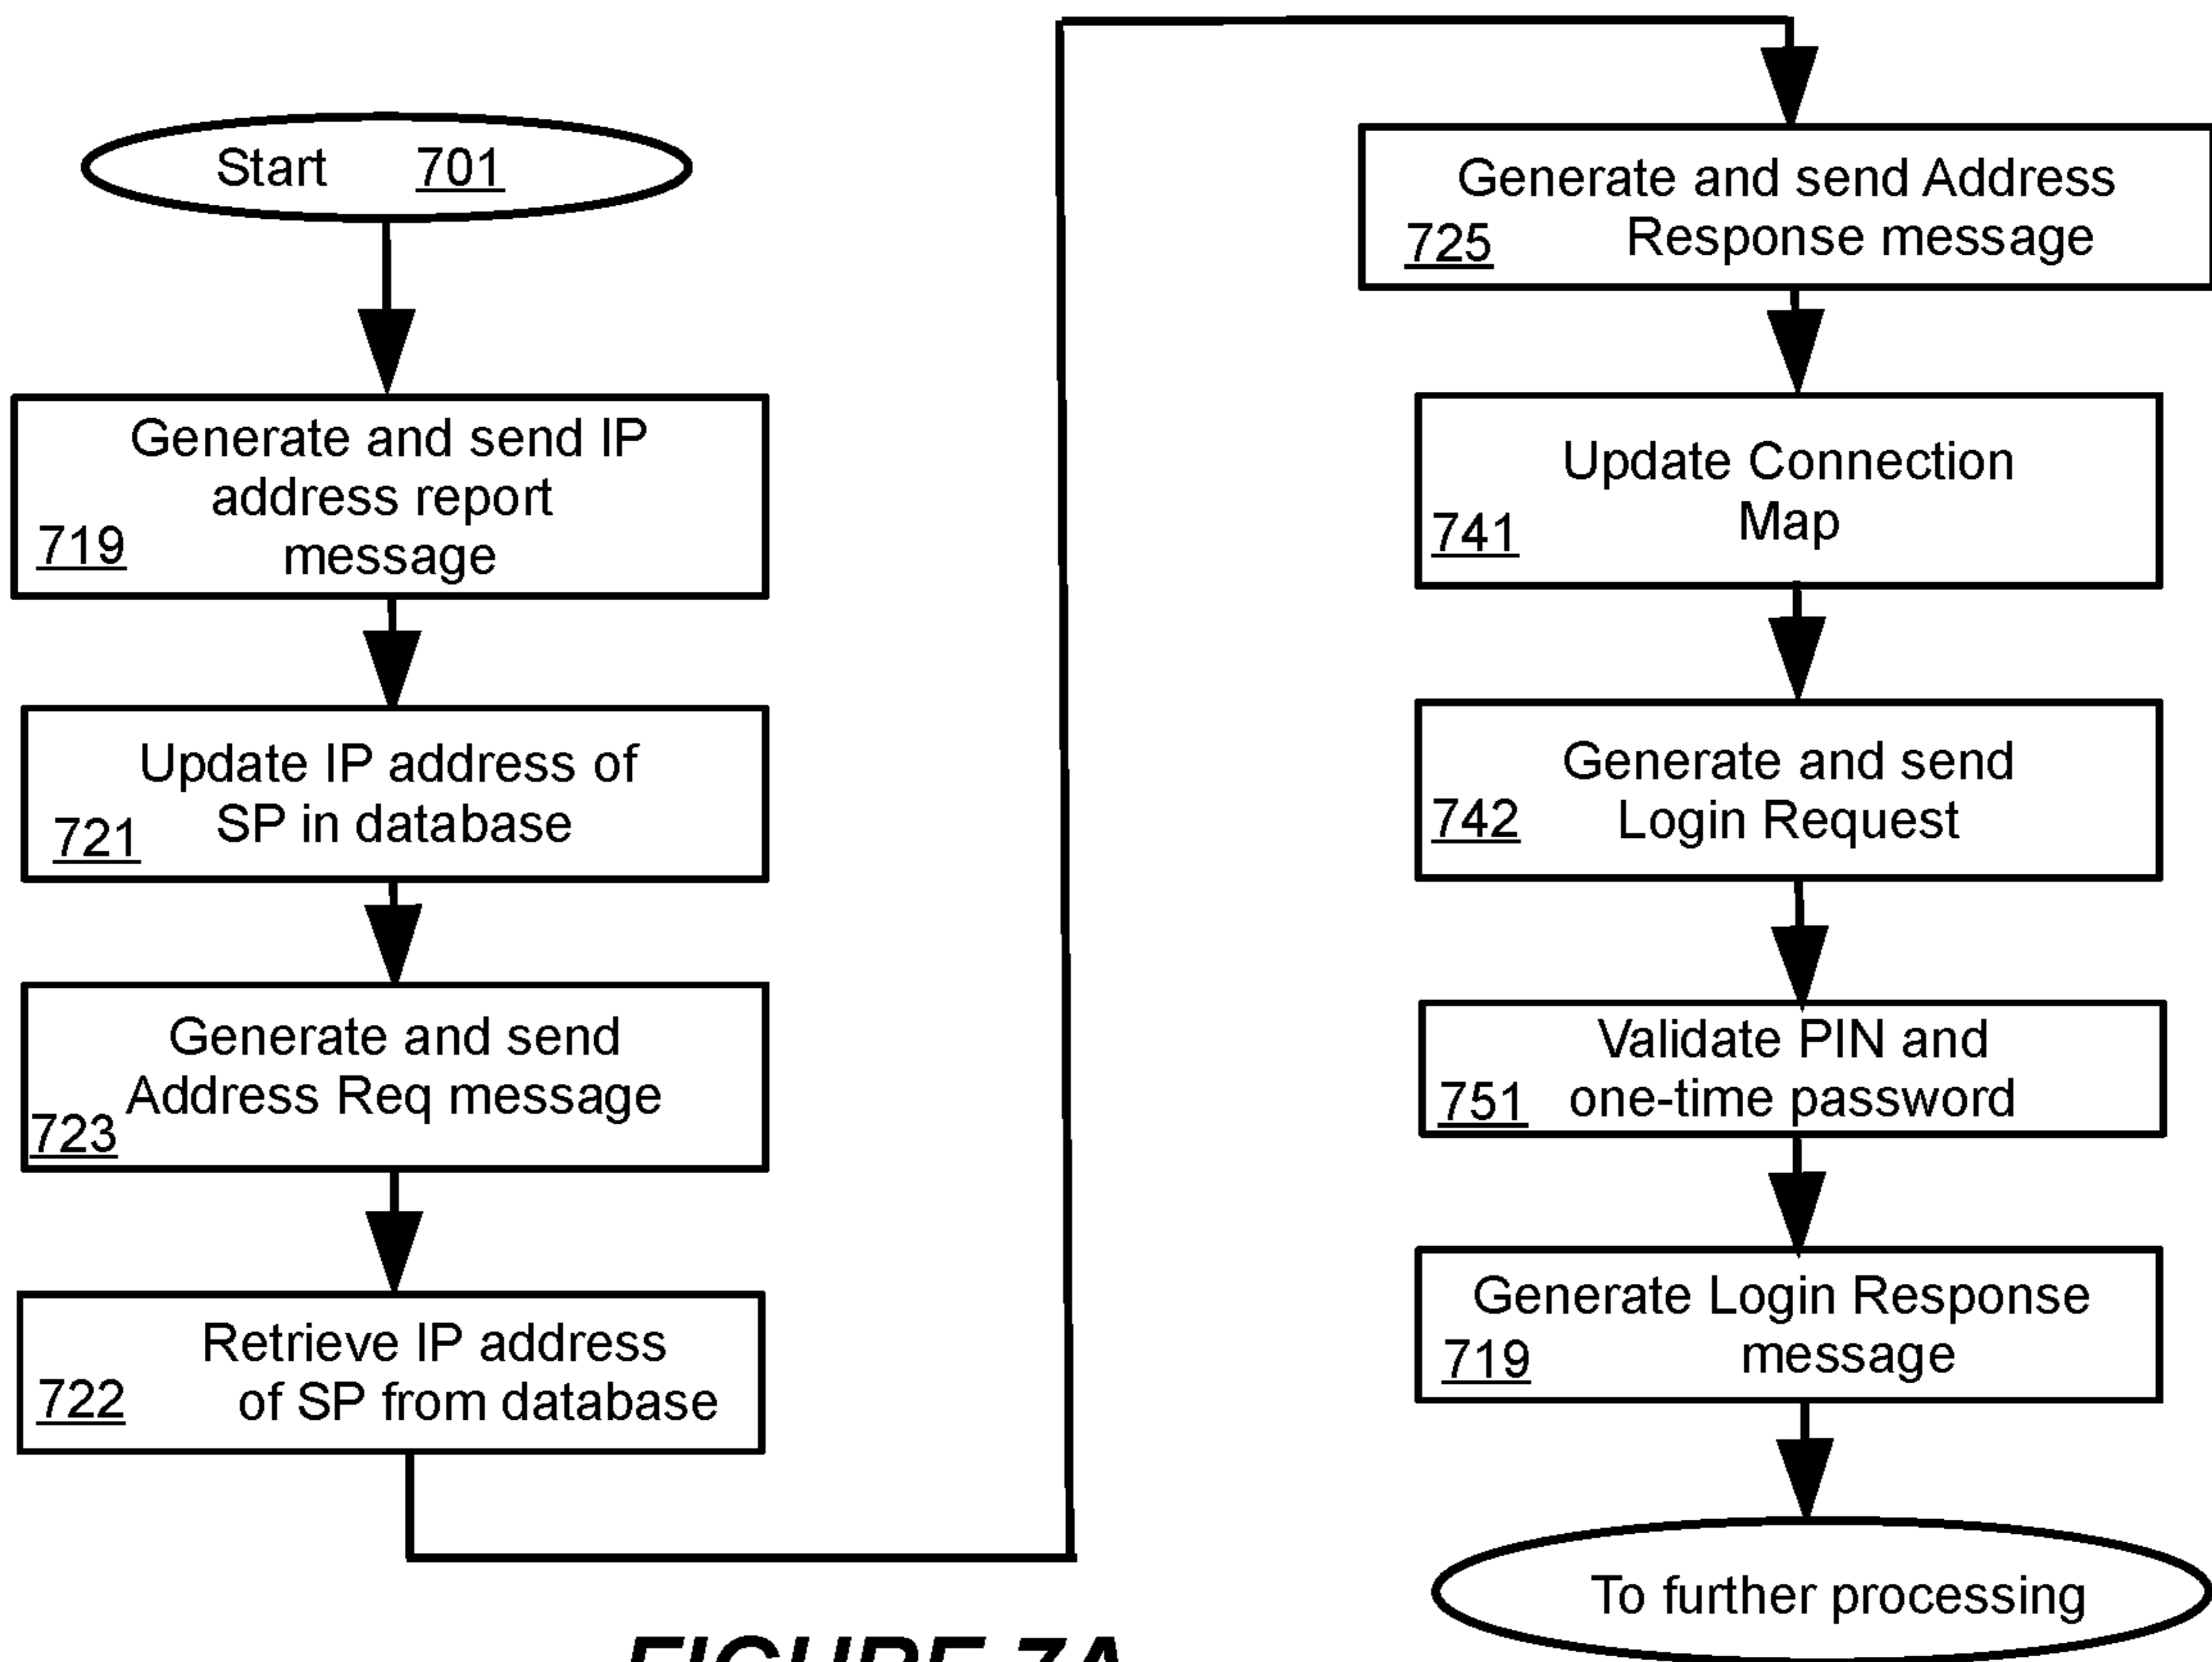 Start 701
Generate and send IP
address report
719 message
Update IP address of
721 SP in database
Generate and send
Address Req message
723
Retrieve IP address
722 of SP from database
Generate and send Address
725 Response message
Update Connection
741 Map
Generate and send
742 Login Request
Validate PIN and
751 one-time password
Generate Login Response
719 message
To further processing
FIGURE 7A